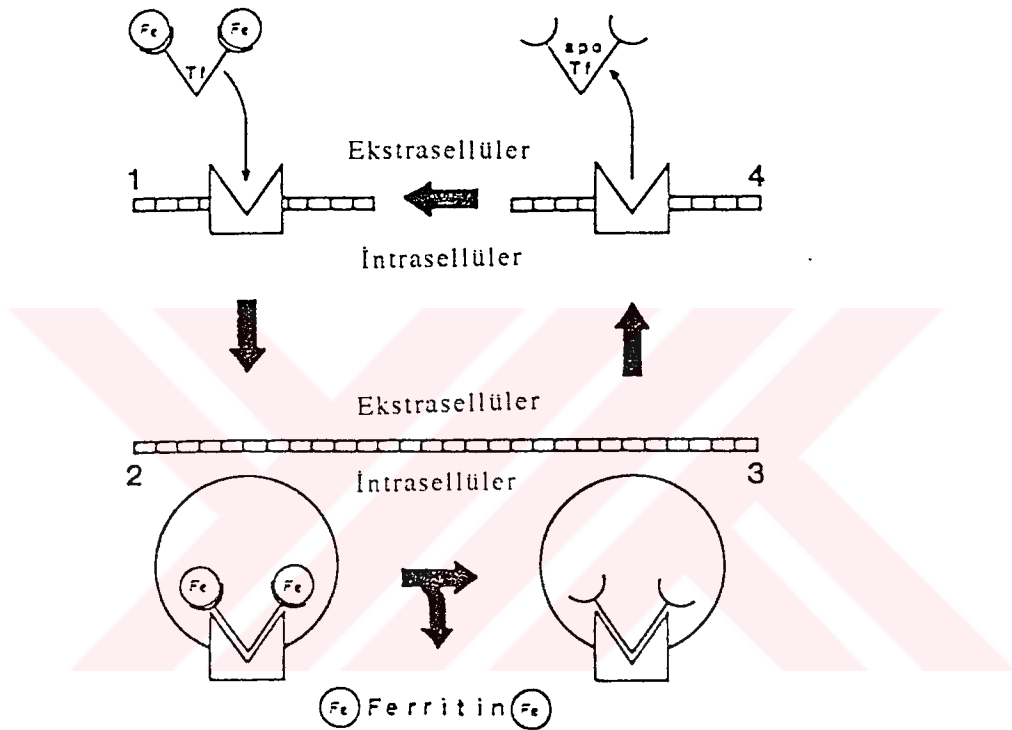 Fe Fe
Tf
apo
Tf
Ekstrasellüler
1
4
İntrasellüler
Ekstrasellüler
2
3
İntrasellüler
Fe Fe
Fe Ferritin Fe